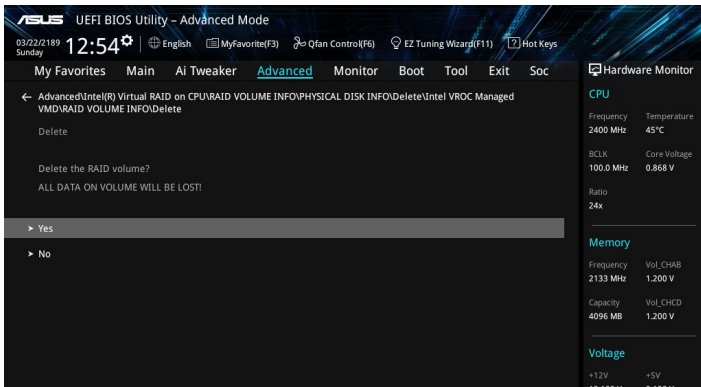 ASUS UEFI BIOS Utility – Advanced Mode
03/22/2189
Sunday
12:54
English
MyFavorite(F3)
Qfan Control(F6)
EZ Tuning Wizard(F11)
? Hot Keys
My Favorites
Main
Ai Tweaker
Advanced
Monitor
Boot
Tool
Exit
Soc
Advanced\Intel(R) Virtual RAID on CPU\RAID VOLUME INFO\PHYSICAL DISK INFO\Delete\Intel VROC Managed
VMD\RAID VOLUME INFO\Delete
Delete
Delete the RAID volume?
ALL DATA ON VOLUME WILL BE LOST!
> Yes
> No
Hardware Monitor
CPU
Frequency Temperature
2400 MHz 45°C
BCLK Core Voltage
100.0 MHz 0.868 V
Ratio
24x
Memory
Frequency Vol_CHAB
2133 MHz 1.200 V
Capacity Vol_CHCD
4096 MB 1.200 V
Voltage
+12V +5V